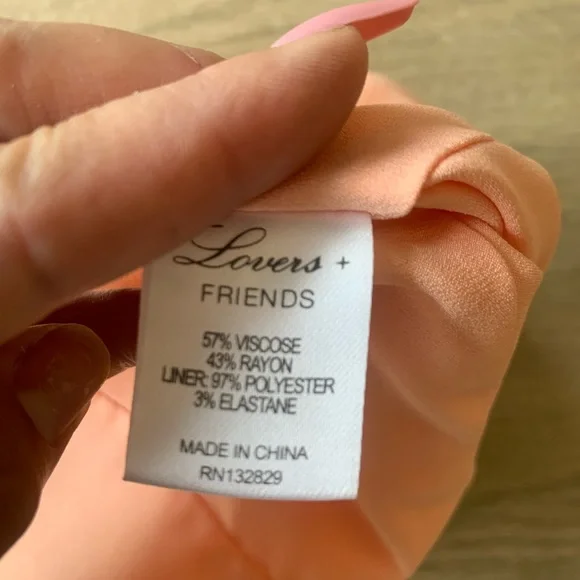 Lovers +
FRIENDS
57% VISCOSE
43% RAYON
LINER: 97% POLYESTER
3% ELASTANE
MADE IN CHINA
RN132829